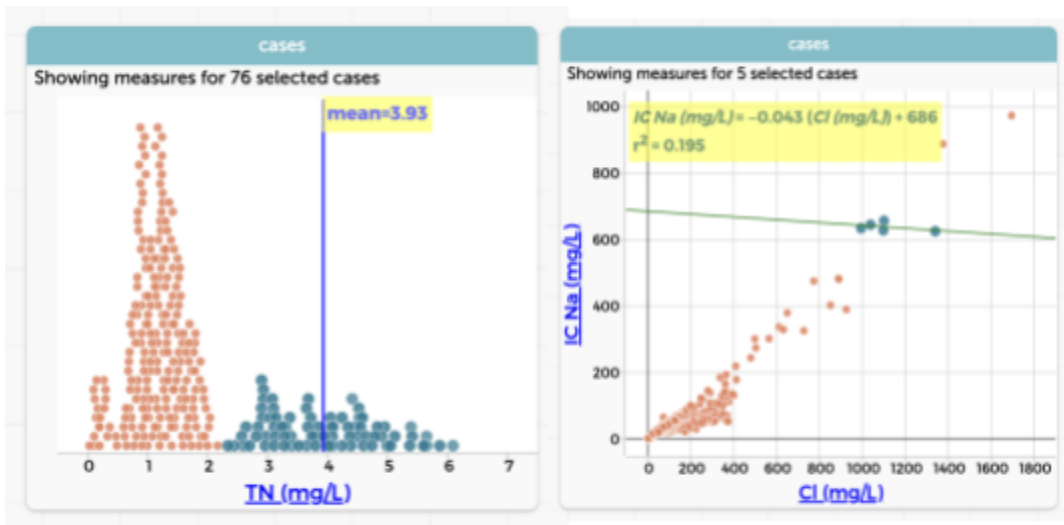 cases
Showing measures for 76 selected cases
mean=3.93
0 1 2 3 4 5 6 7
TN (mg/L)
cases
Showing measures for 5 selected cases
IC Na (mg/L) = −0.043 (Cl (mg/L)) + 686
r² = 0.195
1000
800
600
400
200
0
IC Na (mg/L)
0 200 400 600 800 1000 1200 1400 1600 1800
Cl (mg/L)